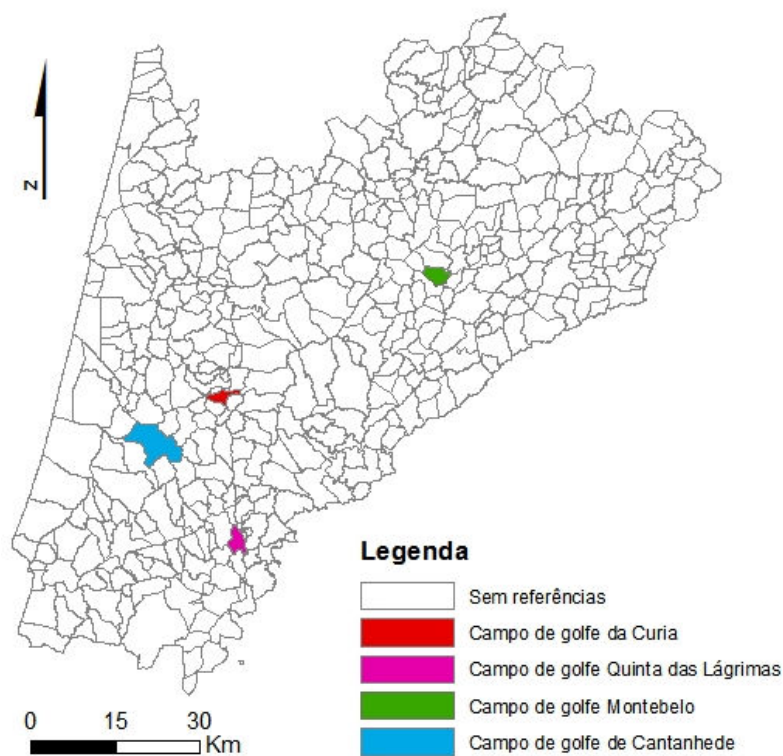 N
Legenda
Sem referências
Campo de golfe da Curia
Campo de golfe Quinta das Lágrimas
Campo de golfe Montebelo
Campo de golfe de Cantanhede
0 15 30
Km